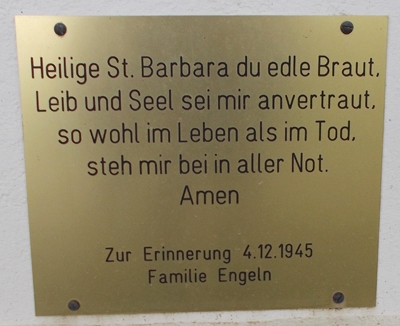 Heilige St. Barbara du edle Braut,
Leib und Seel sei mir anvertraut,
so wohl im Leben als im Tod,
steh mir bei in aller Not.
Amen
Zur Erinnerung 4.12.1945
Familie Engeln